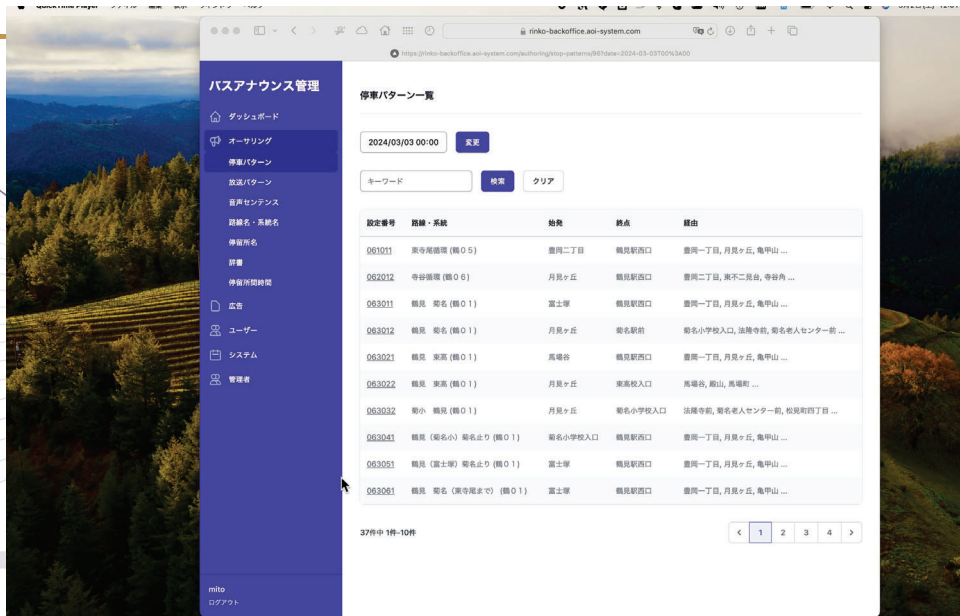 QuickTime Player
rinko-backoffice.aoi-system.com
https://rinko-backoffice.aoi-system.com/authoring/stop-patterns/96?date=2024-03-03T00%3A00
バスアナウンス管理
ダッシュボード
オーサリング
停車パターン
放送パターン
音声センテンス
路線名・系統名
停留所名
辞書
停留所間時間
広告
ユーザー
システム
管理者
mito
ログアウト
停車パターン一覧
2024/03/03 00:00 変更
キーワード 検索 クリア
設定番号 路線・系統 始発 終点 経由
061011 東寺尾循環 (鶴０５) 豊岡二丁目 鶴見駅西口 豊岡一丁目, 月見ヶ丘, 亀甲山 ...
062012 寺谷循環 (鶴０６) 月見ヶ丘 鶴見駅西口 豊岡二丁目, 東不二見台, 寺谷角 ...
063011 鶴見　菊名 (鶴０１) 富士塚 鶴見駅西口 豊岡一丁目, 月見ヶ丘, 亀甲山 ...
063012 鶴見　菊名 (鶴０１) 月見ヶ丘 菊名駅前 菊名小学校入口, 法隆寺前, 菊名老人センター前 ...
063021 鶴見　東高 (鶴０１) 馬場谷 鶴見駅西口 豊岡一丁目, 月見ヶ丘, 亀甲山 ...
063022 鶴見　東高 (鶴０１) 月見ヶ丘 東高校入口 馬場谷, 殿山, 馬場町 ...
063032 菊小　鶴見 (鶴０１) 月見ヶ丘 菊名小学校入口 法隆寺前, 菊名老人センター前, 松見町四丁目 ...
063041 鶴見（菊名小）菊名止り (鶴０１) 菊名小学校入口 鶴見駅西口 豊岡一丁目, 月見ヶ丘, 亀甲山 ...
063051 鶴見（富士塚）菊名止り (鶴０１) 富士塚 鶴見駅西口 豊岡一丁目, 月見ヶ丘, 亀甲山 ...
063061 鶴見　菊名（東寺尾まで） (鶴０１) 富士塚 鶴見駅西口 豊岡一丁目, 月見ヶ丘, 亀甲山 ...
37件中 1件-10件
1 2 3 4